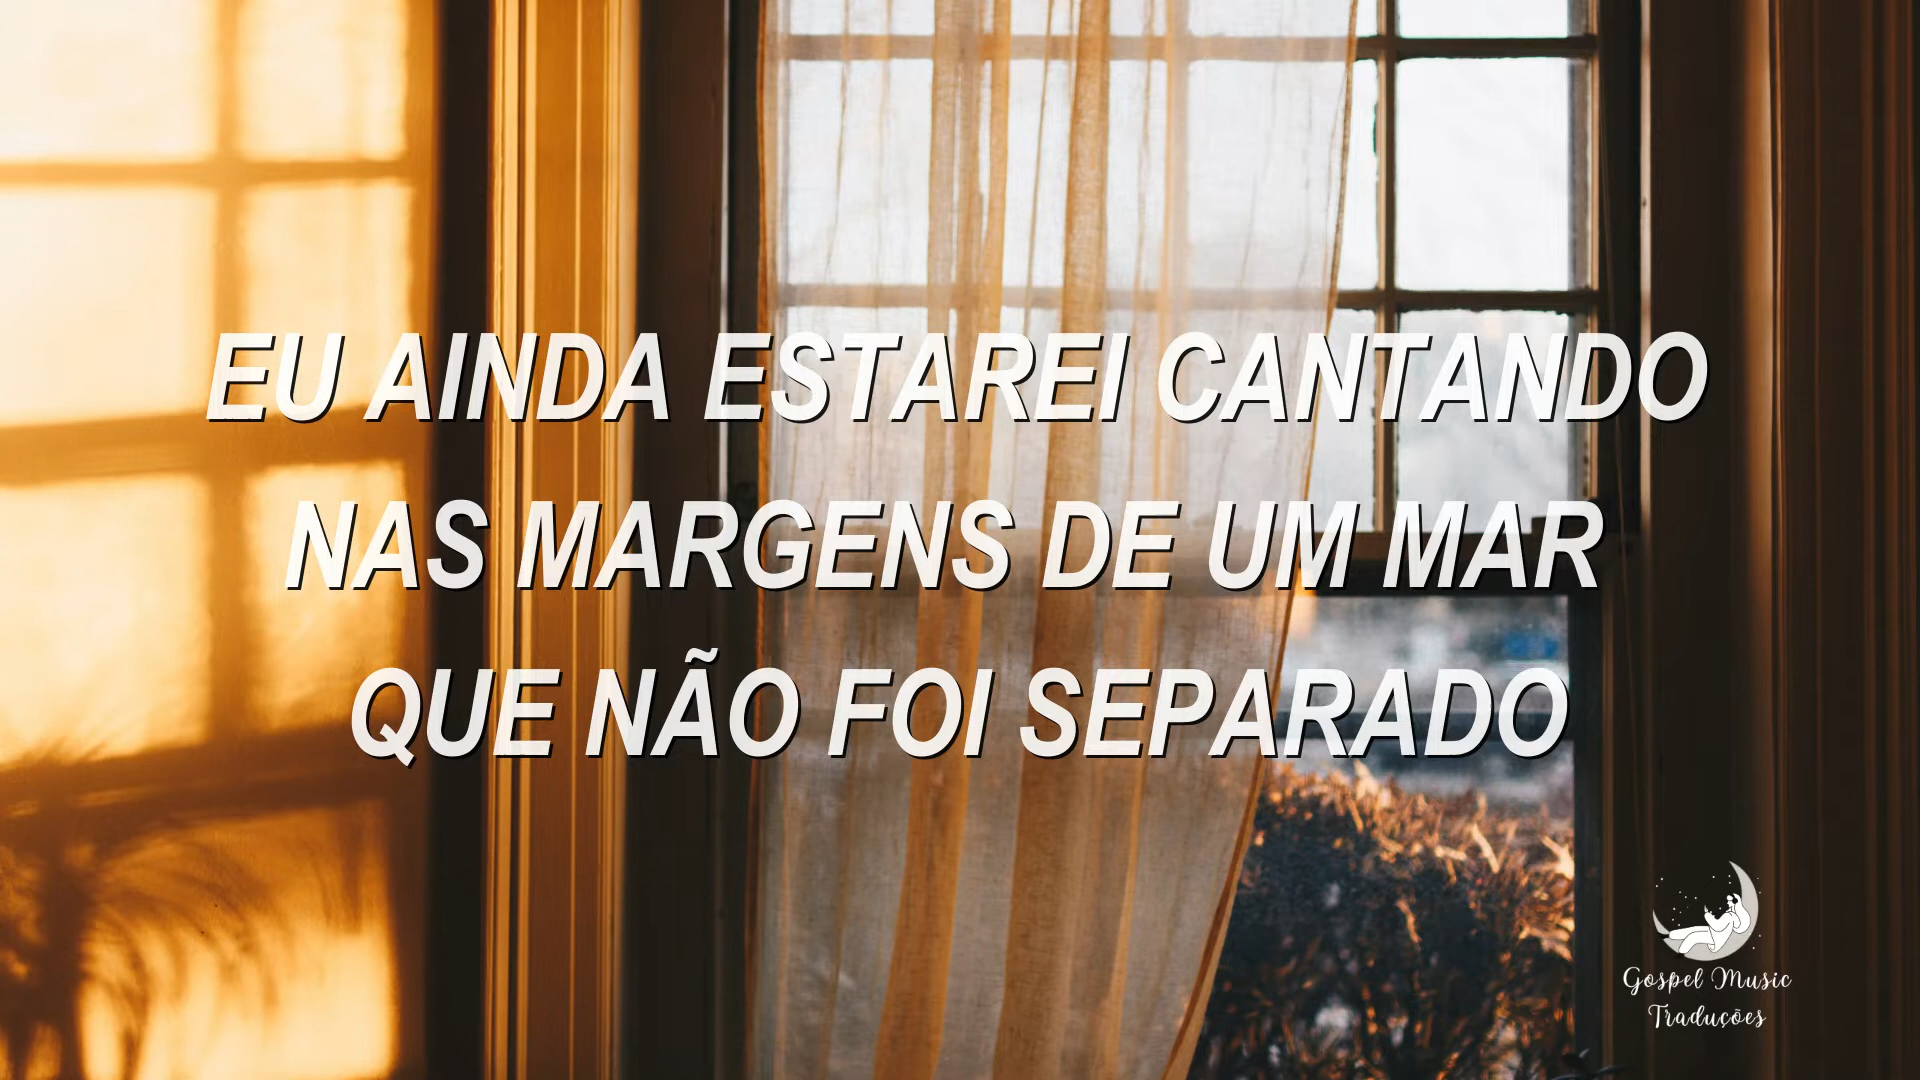 EU AINDA ESTAREI CANTANDO
NAS MARGENS DE UM MAR
QUE NÃO FOI SEPARADO
Gospel Music
Traduções